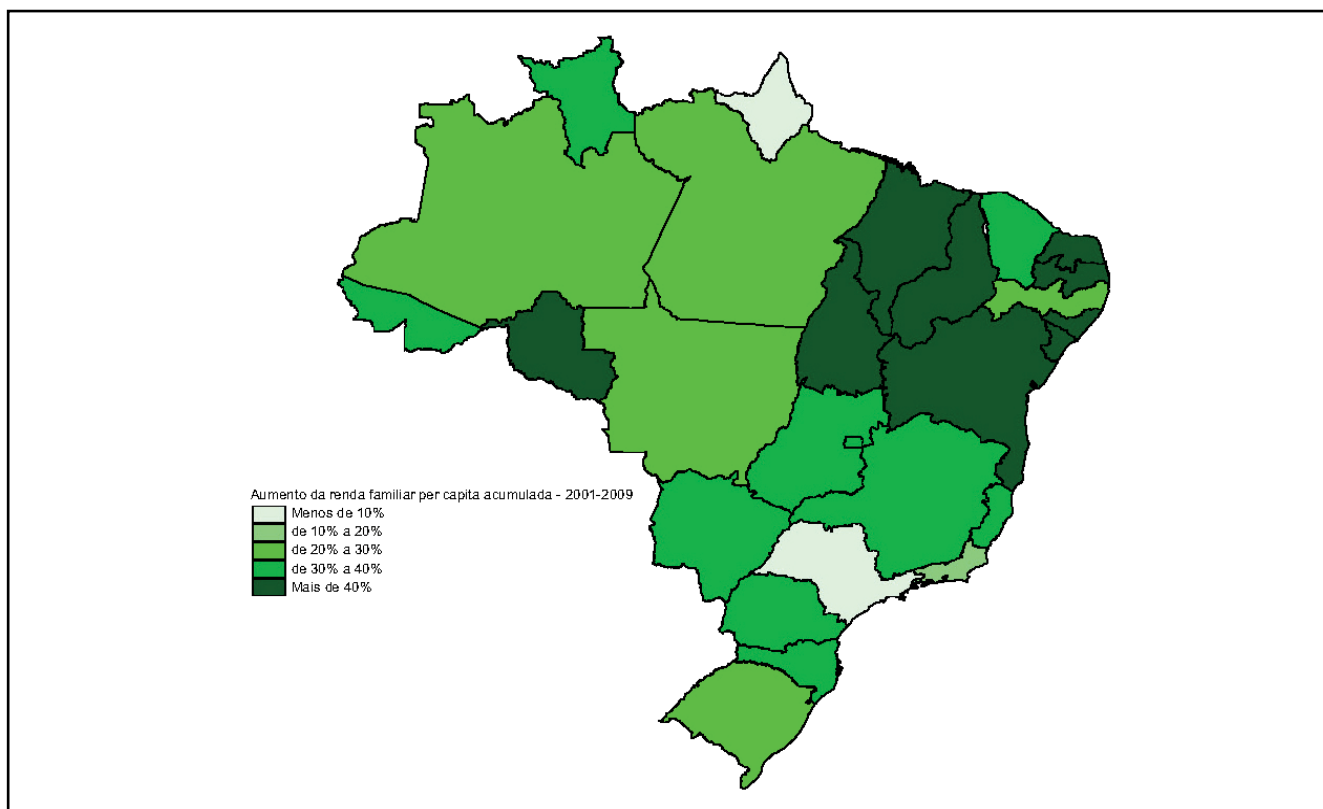 Aumento da renda familiar per capita acumulada - 2001-2009
Menos de 10%
de 10% a 20%
de 20% a 30%
de 30% a 40%
Mais de 40%